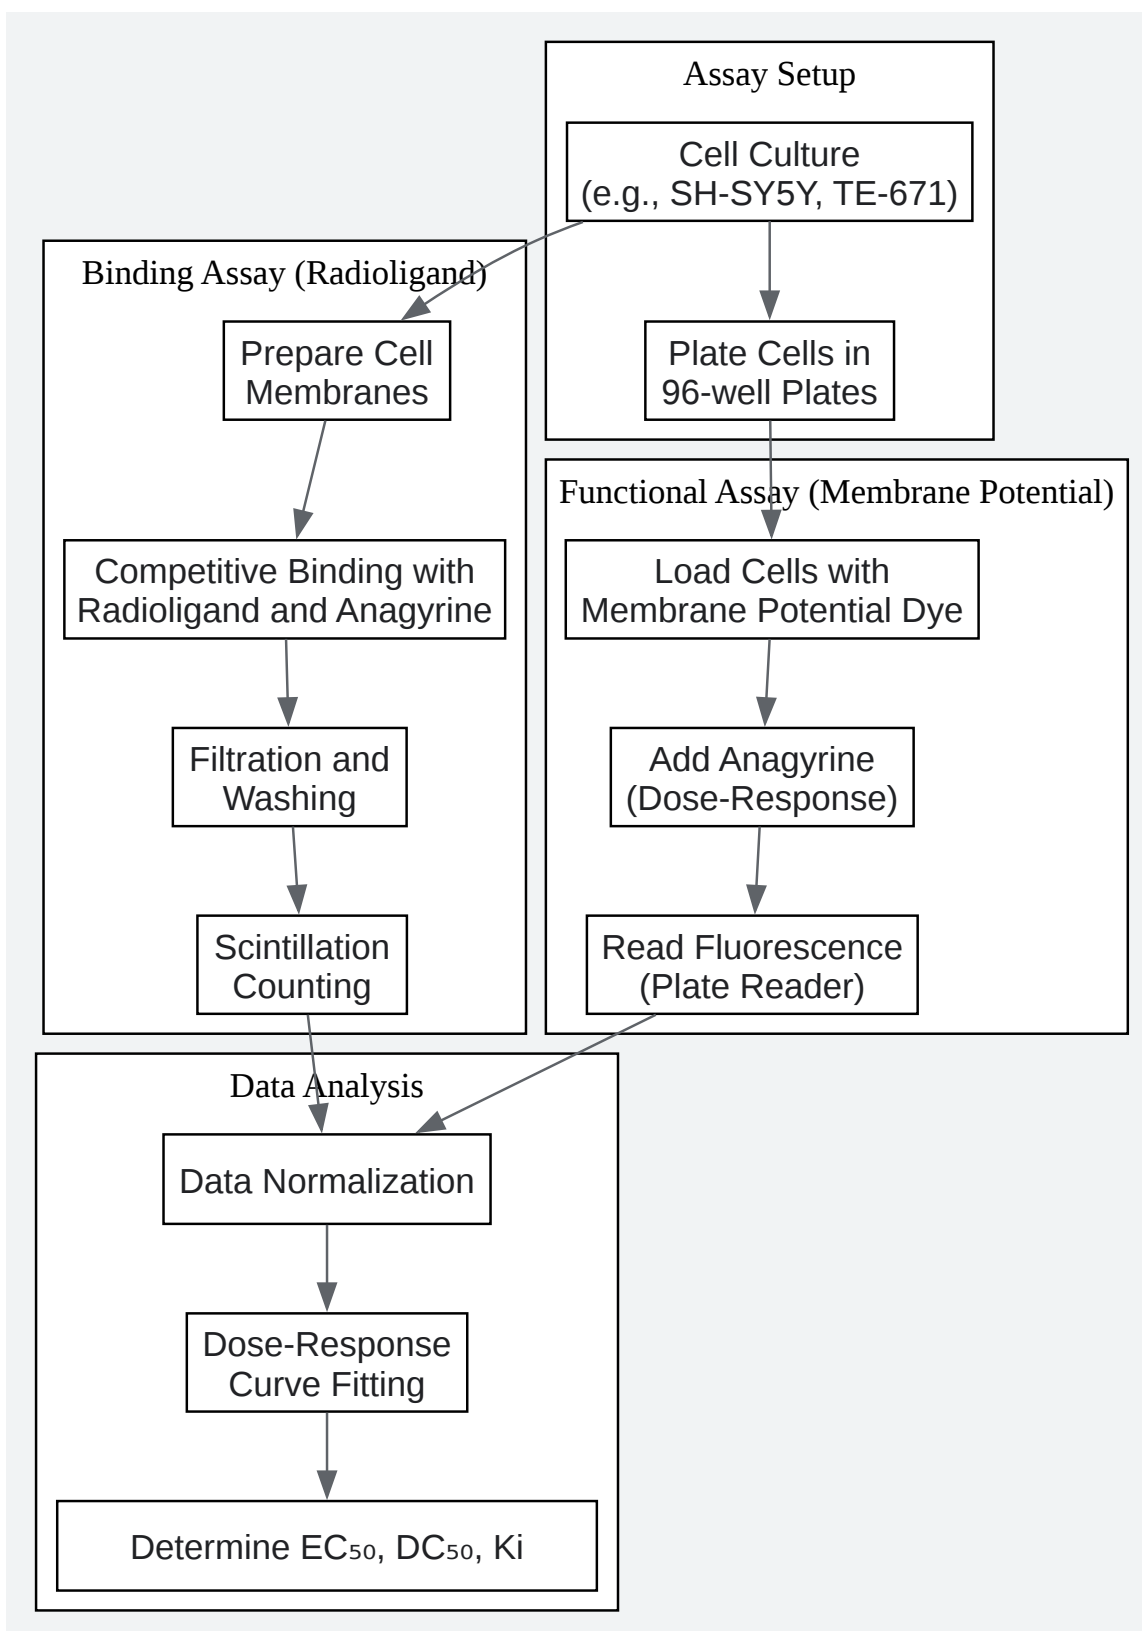 Assay Setup
Cell Culture
(e.g., SH-SY5Y, TE-671)
Plate Cells in
96-well Plates
Binding Assay (Radioligand)
Prepare Cell
Membranes
Competitive Binding with
Radioligand and Anagyrine
Filtration and
Washing
Scintillation
Counting
Functional Assay (Membrane Potential)
Load Cells with
Membrane Potential Dye
Add Anagyrine
(Dose-Response)
Read Fluorescence
(Plate Reader)
Data Analysis
Data Normalization
Dose-Response
Curve Fitting
Determine EC₅₀, DC₅₀, Ki